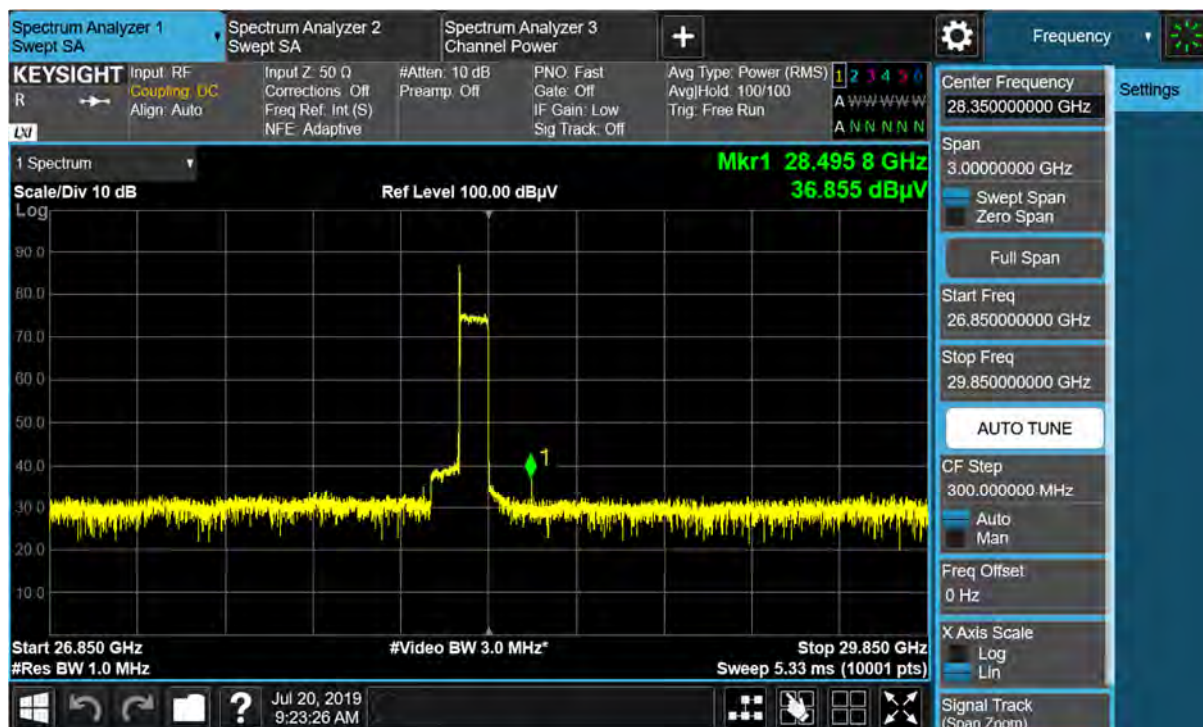 Spectrum Analyzer 1
Swept SA
Spectrum Analyzer 2
Swept SA
Spectrum Analyzer 3
Channel Power
Frequency
KEYSIGHT
R
LXI
Input: RF
Coupling: DC
Align: Auto
Input Z: 50 Ω
Corrections: Off
Freq Ref: Int (S)
NFE: Adaptive
#Atten: 10 dB
Preamp: Off
PNO: Fast
Gate: Off
IF Gain: Low
Sig Track: Off
Avg Type: Power (RMS)
Avg|Hold: 100/100
Trig: Free Run
1 2 3 4 5 6
A W W W W W
A N N N N N
1 Spectrum
Scale/Div 10 dB
Ref Level 100.00 dBµV
Mkr1 28.495 8 GHz
36.855 dBµV
Log
90.0
80.0
70.0
60.0
50.0
40.0
30.0
20.0
10.0
1
Start 26.850 GHz
#Res BW 1.0 MHz
#Video BW 3.0 MHz*
Stop 29.850 GHz
Sweep 5.33 ms (10001 pts)
?
Jul 20, 2019
9:23:26 AM
Center Frequency
28.350000000 GHz
Settings
Span
3.00000000 GHz
Swept Span
Zero Span
Full Span
Start Freq
26.850000000 GHz
Stop Freq
29.850000000 GHz
AUTO TUNE
CF Step
300.000000 MHz
Auto
Man
Freq Offset
0 Hz
X Axis Scale
Log
Lin
Signal Track
(Span Zoom)